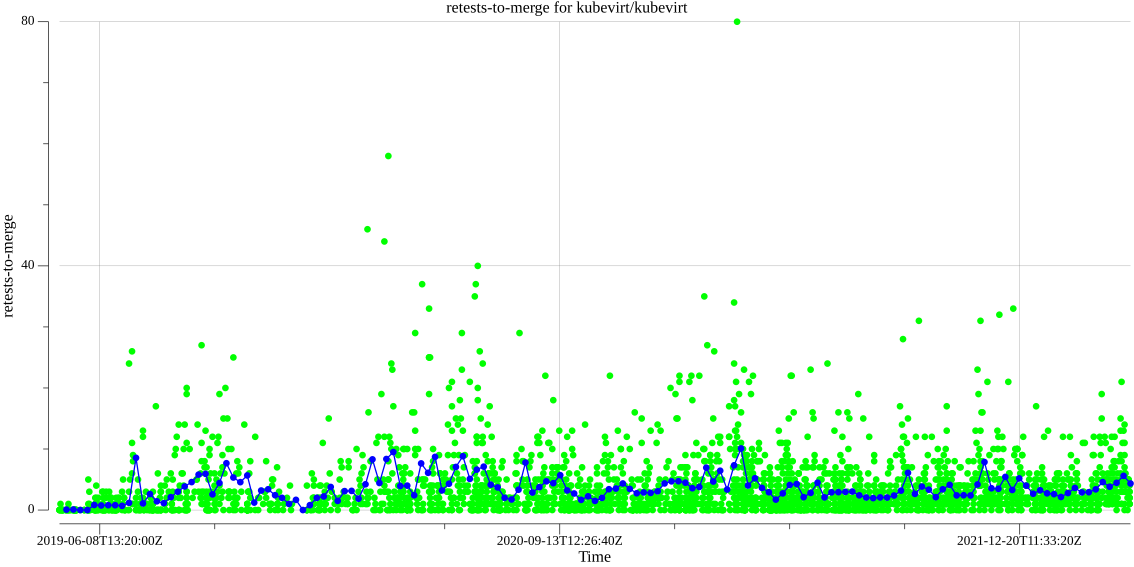 retests-to-merge for kubevirt/kubevirt
80
40
0
retests-to-merge
2019-06-08T13:20:00Z
2020-09-13T12:26:40Z
2021-12-20T11:33:20Z
Time